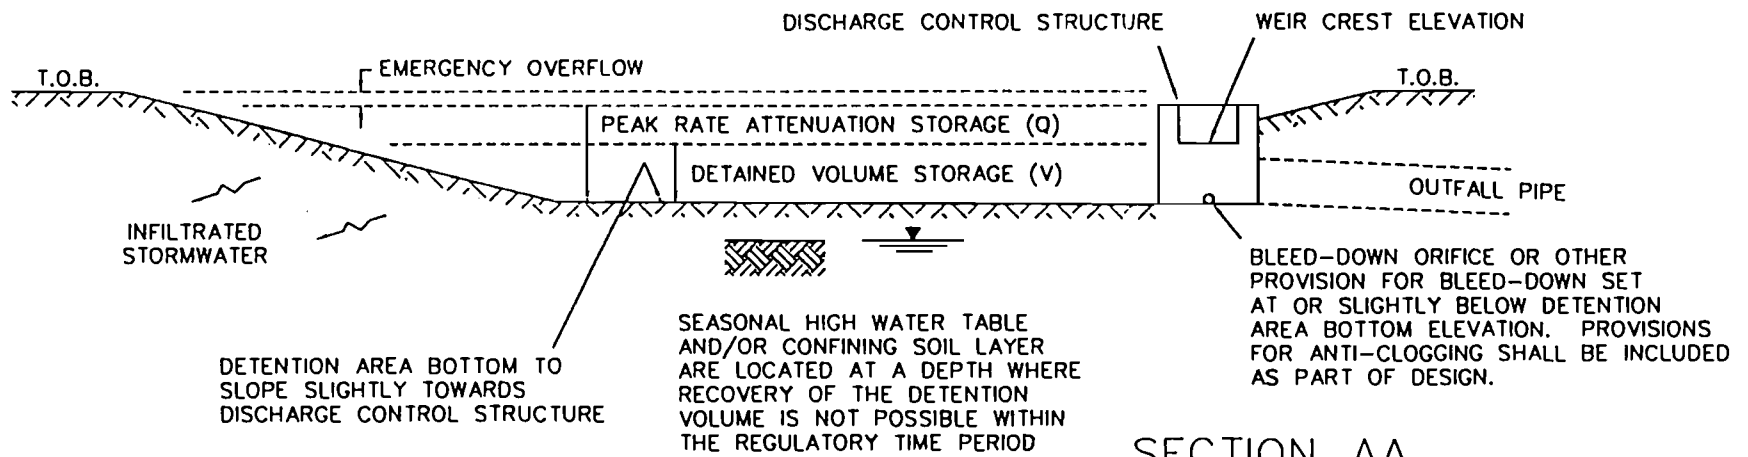 DISCHARGE CONTROL STRUCTURE
WEIR CREST ELEVATION
T.O.B.
EMERGENCY OVERFLOW
T.O.B.
PEAK RATE ATTENUATION STORAGE (Q)
DETAINED VOLUME STORAGE (V)
OUTFALL PIPE
INFILTRATED
STORMWATER
BLEED-DOWN ORIFICE OR OTHER
PROVISION FOR BLEED-DOWN SET
AT OR SLIGHTLY BELOW DETENTION
AREA BOTTOM ELEVATION. PROVISIONS
FOR ANTI-CLOGGING SHALL BE INCLUDED
AS PART OF DESIGN.
SEASONAL HIGH WATER TABLE
AND/OR CONFINING SOIL LAYER
ARE LOCATED AT A DEPTH WHERE
RECOVERY OF THE DETENTION
VOLUME IS NOT POSSIBLE WITHIN
THE REGULATORY TIME PERIOD
DETENTION AREA BOTTOM TO
SLOPE SLIGHTLY TOWARDS
DISCHARGE CONTROL STRUCTURE
SECTION AA